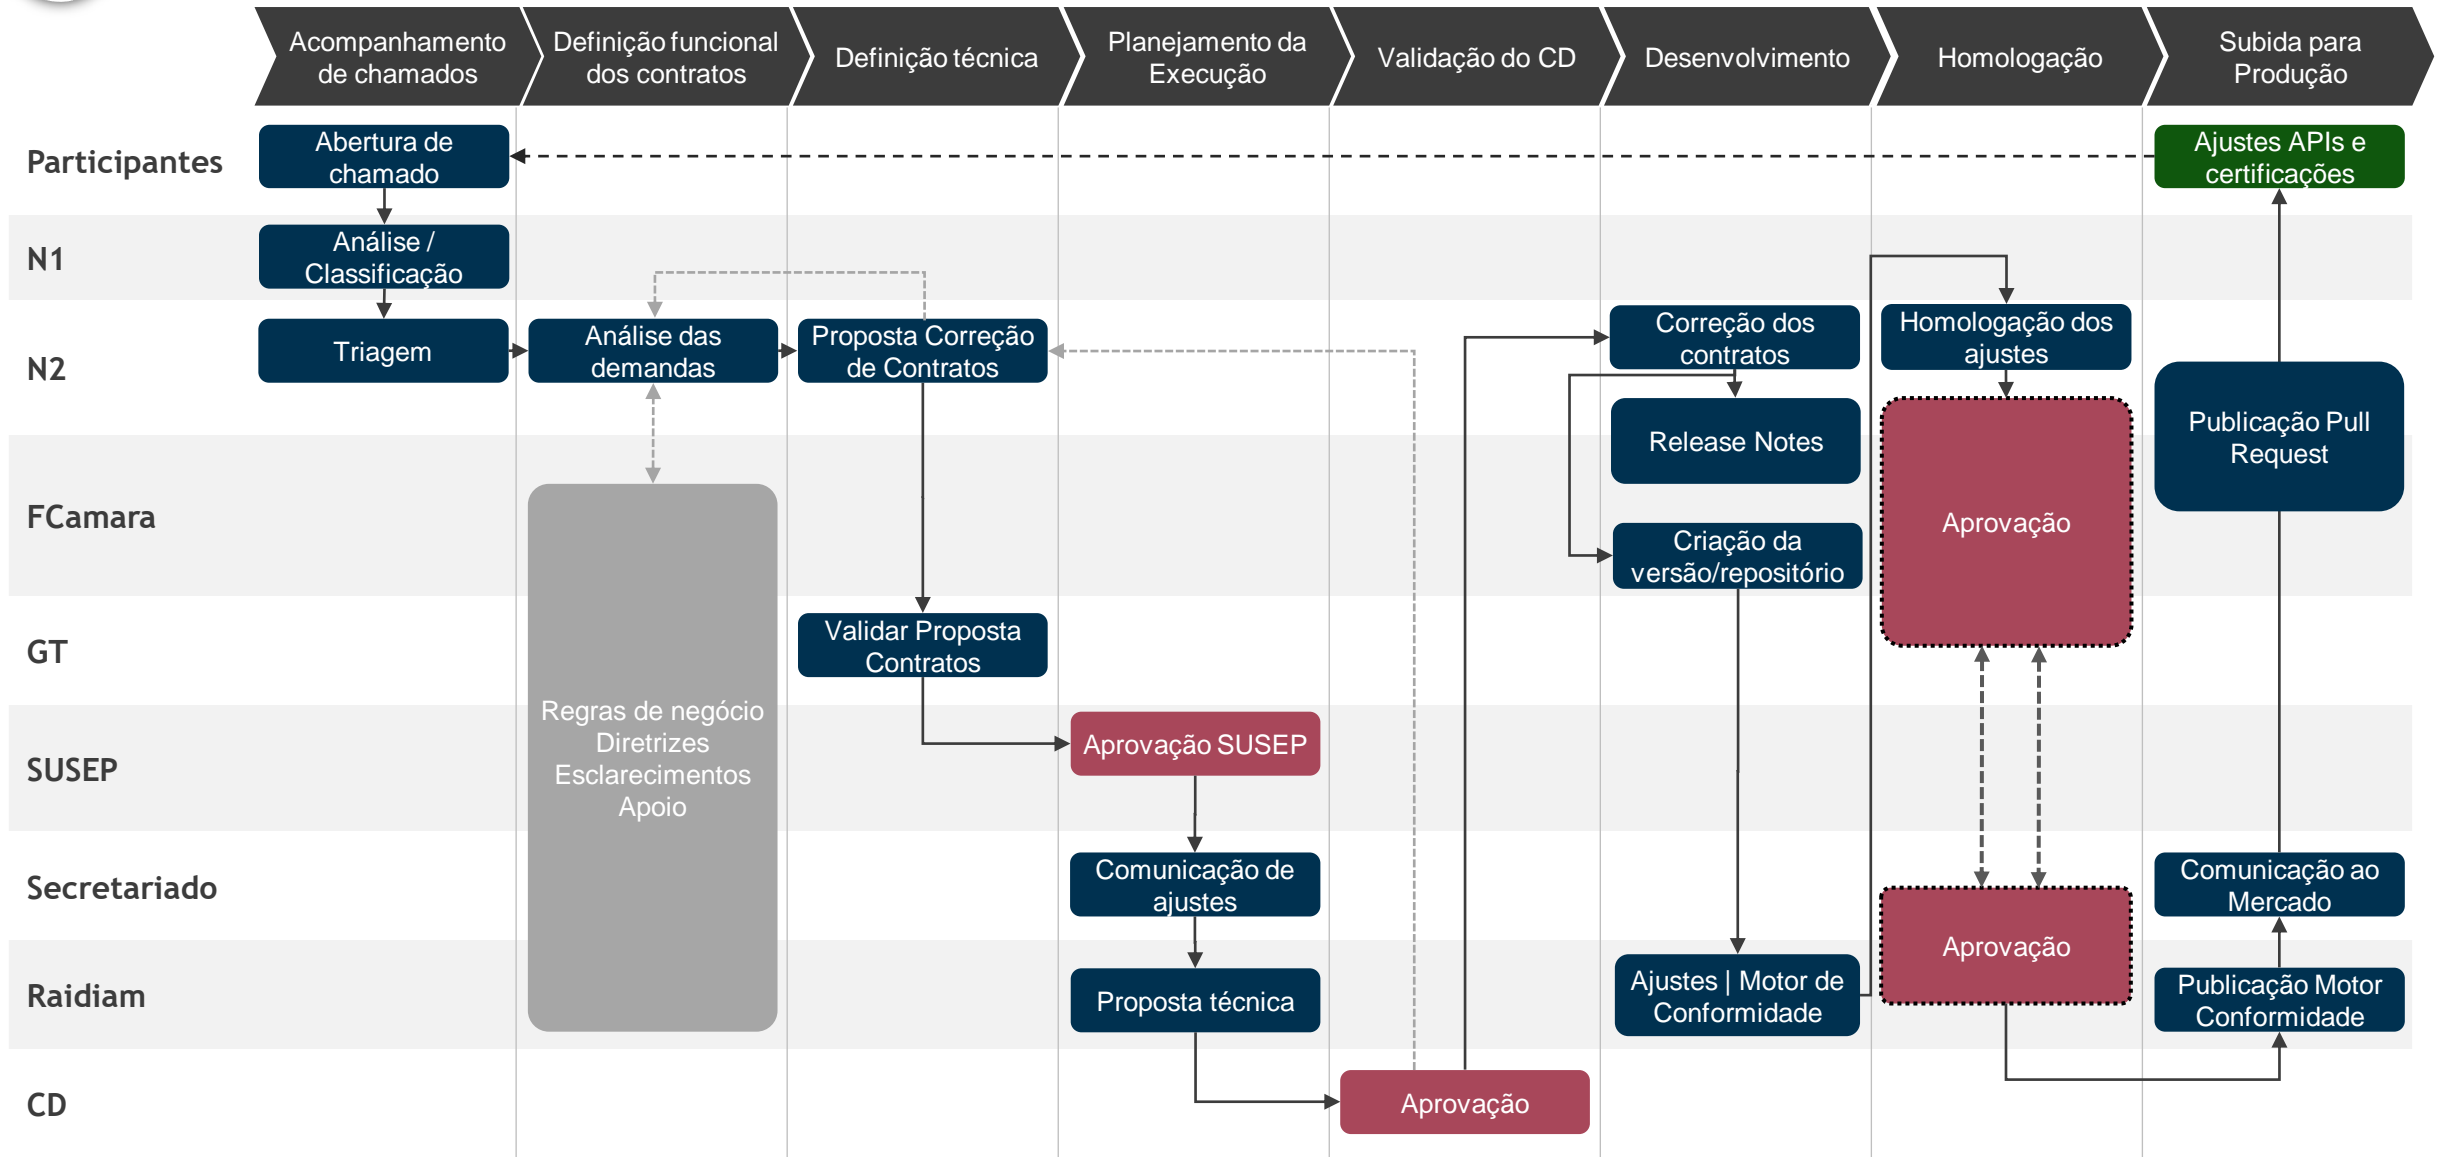 Acompanhamento
de chamados
Definição funcional
dos contratos
Definição técnica
Planejamento da
Execução
Validação do CD
Desenvolvimento
Homologação
Subida para
Produção
Participantes
Abertura de
chamado
Ajustes APIs e
certificações
N1
Análise /
Classificação
N2
Triagem
Análise das
demandas
Proposta Correção
de Contratos
Correção dos
contratos
Homologação dos
ajustes
Release Notes
Publicação Pull
Request
FCamara
Aprovação
Criação da
versão/repositório
GT
Validar Proposta
Contratos
Regras de negócio
Diretrizes
Esclarecimentos
Apoio
SUSEP
Aprovação SUSEP
Secretariado
Comunicação de
ajustes
Aprovação
Comunicação ao
Mercado
Raidiam
Proposta técnica
Ajustes | Motor de
Conformidade
Publicação Motor
Conformidade
CD
Aprovação